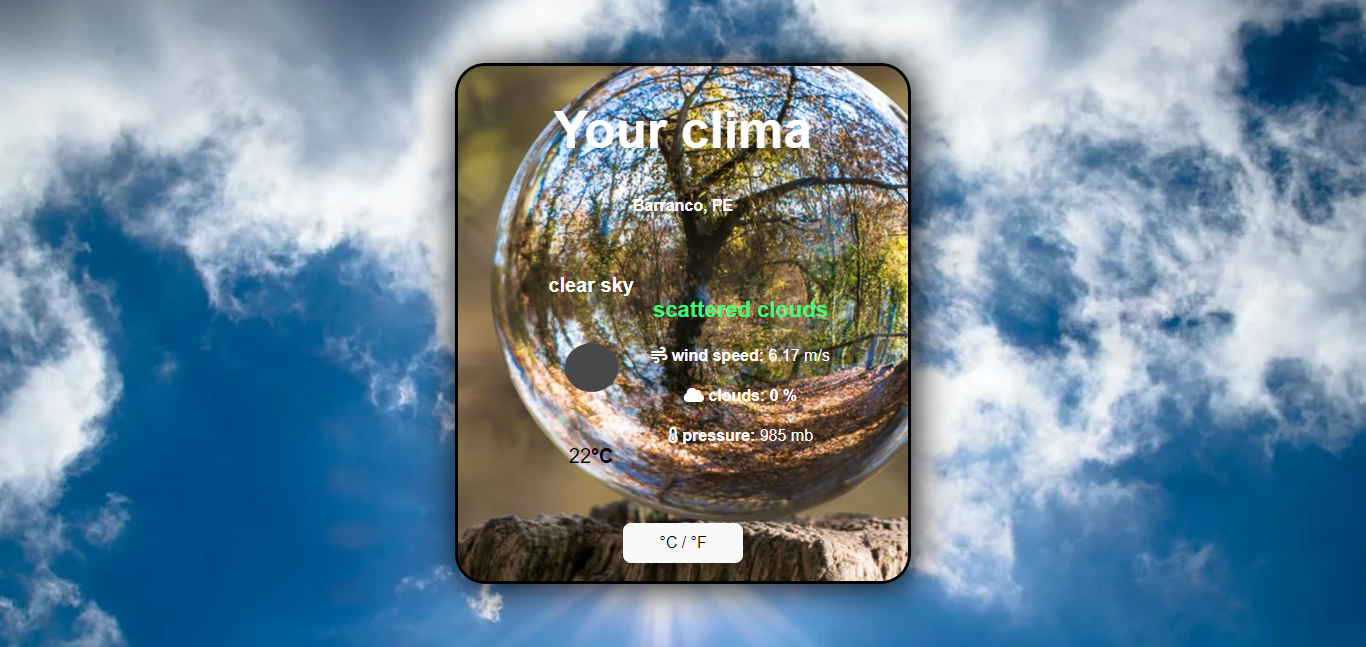 Your clima
Barranco, PE
clear sky
scattered clouds
wind speed: 6.17 m/s
clouds: 0 %
pressure: 985 mb
22°C
°C / °F